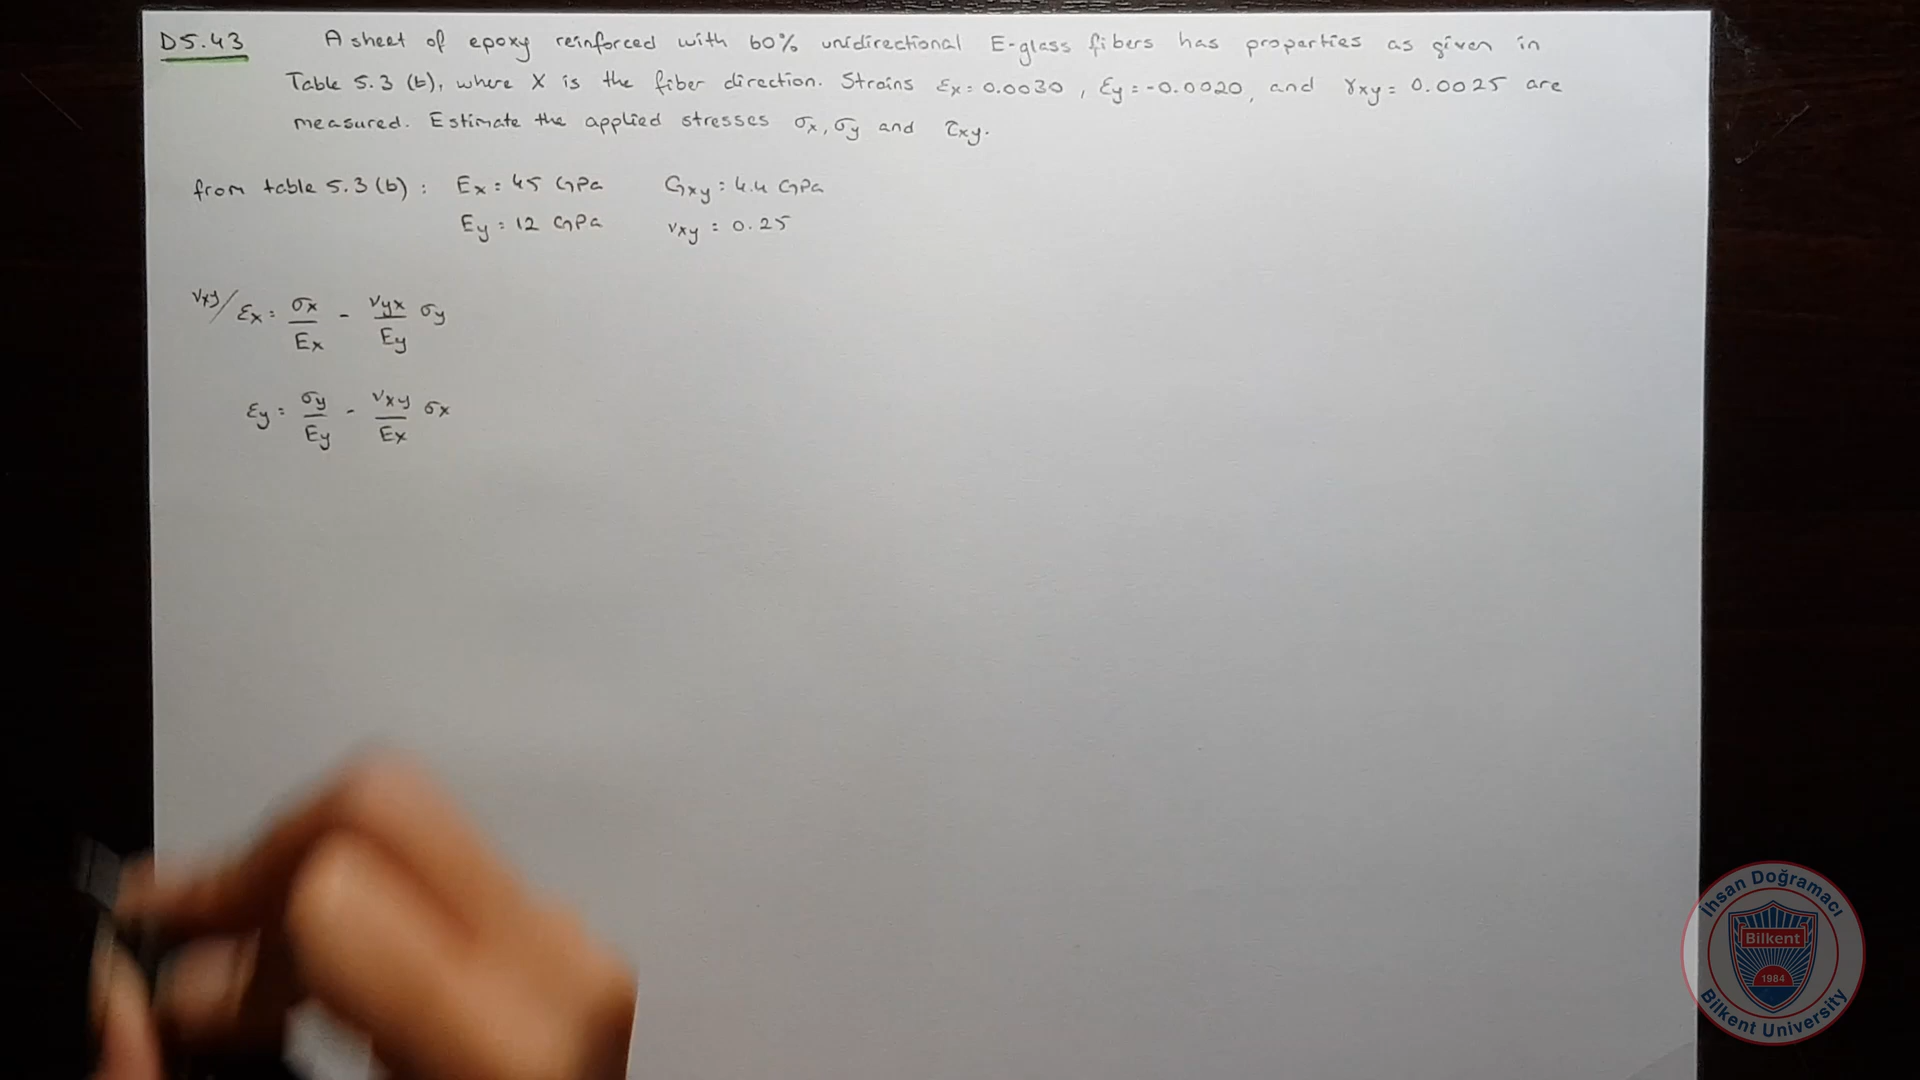 D5.43 A sheet of epoxy reinforced with 60% unidirectional E-glass fibers has properties as given in
Table 5.3 (b), where X is the fiber direction. Strains εx = 0.0030, εy = -0.0020, and γxy = 0.0025 are
measured. Estimate the applied stresses σx, σy and τxy.
from table 5.3 (b) : Ex = 45 GPa Gxy = 4.4 GPa
Ey = 12 GPa νxy = 0.25
νxy/ εx = σx/Ex - νyx/Ey σy
εy = σy/Ey - νxy/Ex σx
İhsan Doğramacı
Bilkent
1984
Bilkent University